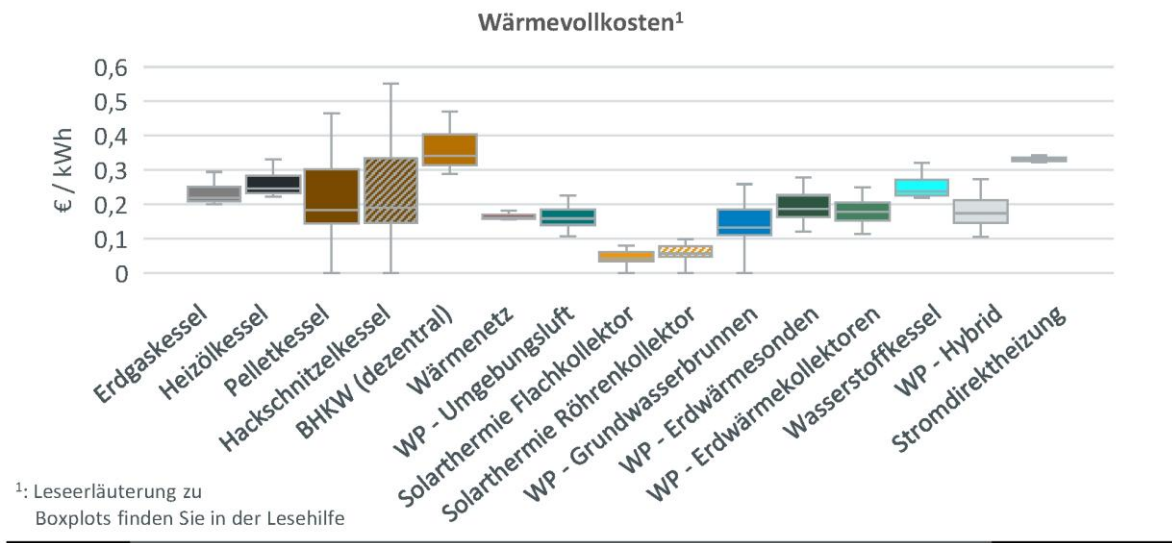 Wärmevollkosten¹
€ / kWh
0,6
0,5
0,4
0,3
0,2
0,1
0
Erdgaskessel
Heizölkessel
Pelletkessel
Hackschnitzelkessel
BHKW (dezentral)
Wärmenetz
WP - Umgebungsluft
Solarthermie Flachkollektor
Solarthermie Röhrenkollektor
WP - Grundwasserbrunnen
WP - Erdwärmesonden
WP - Erdwärmekollektoren
Wasserstoffkessel
WP - Hybrid
Stromdirektheizung
¹: Leseerläuterung zu
Boxplots finden Sie in der Lesehilfe